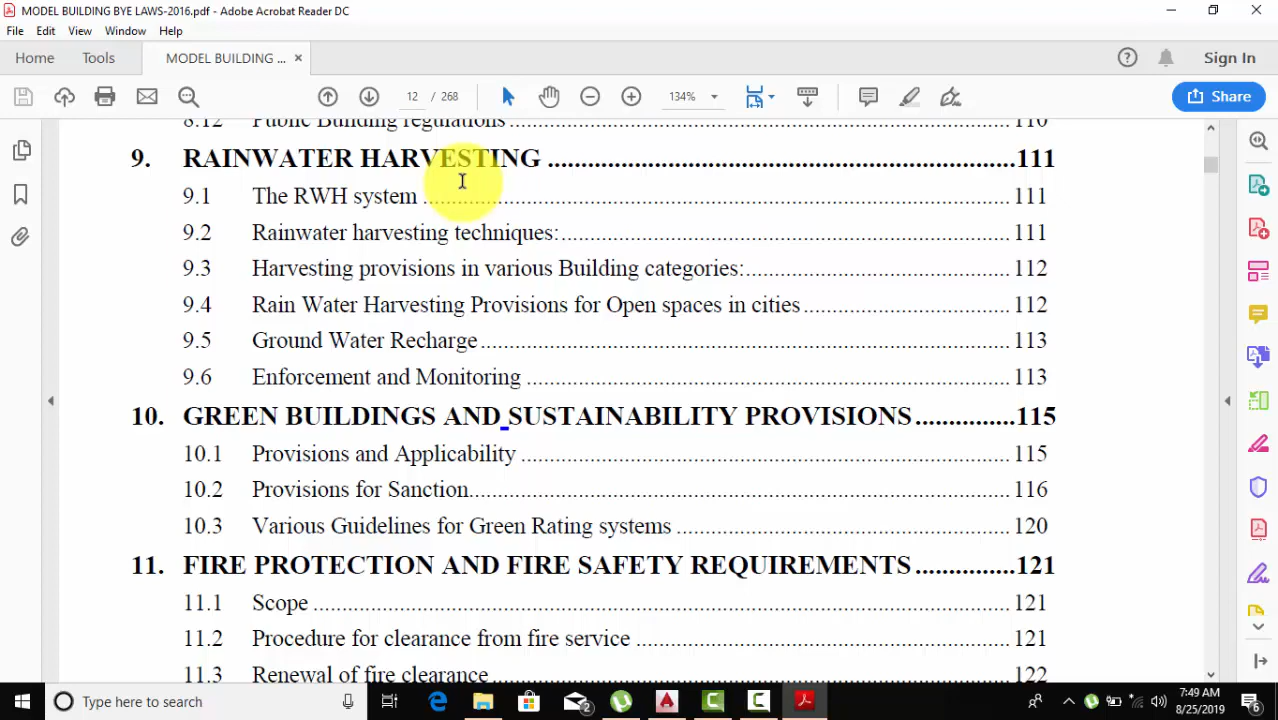 MODEL BUILDING BYE LAWS-2016.pdf - Adobe Acrobat Reader DC
File Edit View Window Help
Home Tools MODEL BUILDING ... × Sign In
12 / 268 134% Share
8.12 Public Building regulations 110
9. RAINWATER HARVESTING 111
9.1 The RWH system 111
9.2 Rainwater harvesting techniques: 111
9.3 Harvesting provisions in various Building categories: 112
9.4 Rain Water Harvesting Provisions for Open spaces in cities 112
9.5 Ground Water Recharge 113
9.6 Enforcement and Monitoring 113
10. GREEN BUILDINGS AND SUSTAINABILITY PROVISIONS 115
10.1 Provisions and Applicability 115
10.2 Provisions for Sanction 116
10.3 Various Guidelines for Green Rating systems 120
11. FIRE PROTECTION AND FIRE SAFETY REQUIREMENTS 121
11.1 Scope 121
11.2 Procedure for clearance from fire service 121
11.3 Renewal of fire clearance 122
Type here to search 2 7:49 AM
8/25/2019 6